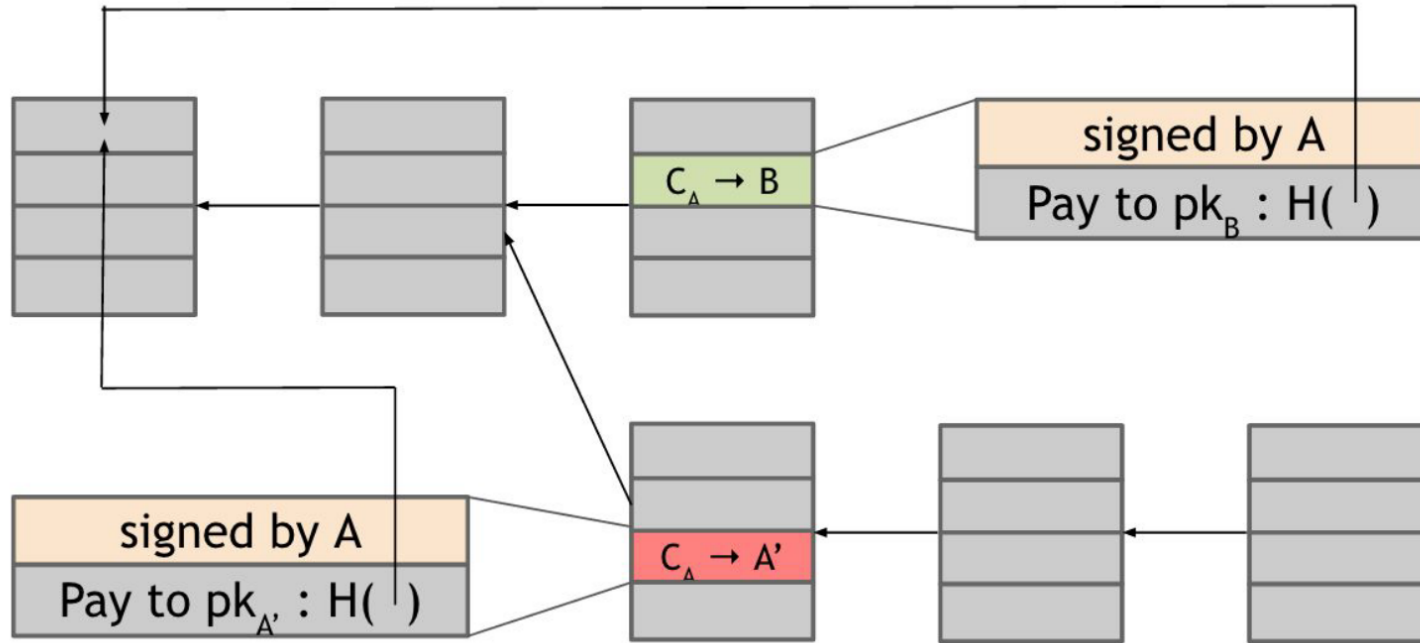 signed by A
C_A → B
Pay to pk_B : H( )
signed by A
C_A → A’
Pay to pk_A’ : H( )